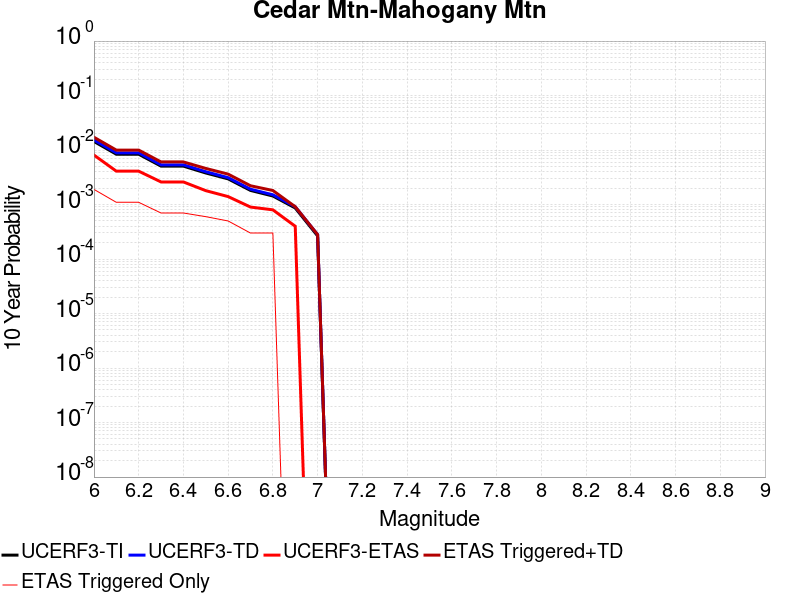 Cedar Mtn-Mahogany Mtn
10^0
10^-1
10^-2
10^-3
10^-4
10^-5
10^-6
10^-7
10^-8
10 Year Probability
6 6.2 6.4 6.6 6.8 7 7.2 7.4 7.6 7.8 8 8.2 8.4 8.6 8.8 9
Magnitude
UCERF3-TI UCERF3-TD UCERF3-ETAS ETAS Triggered+TD
ETAS Triggered Only